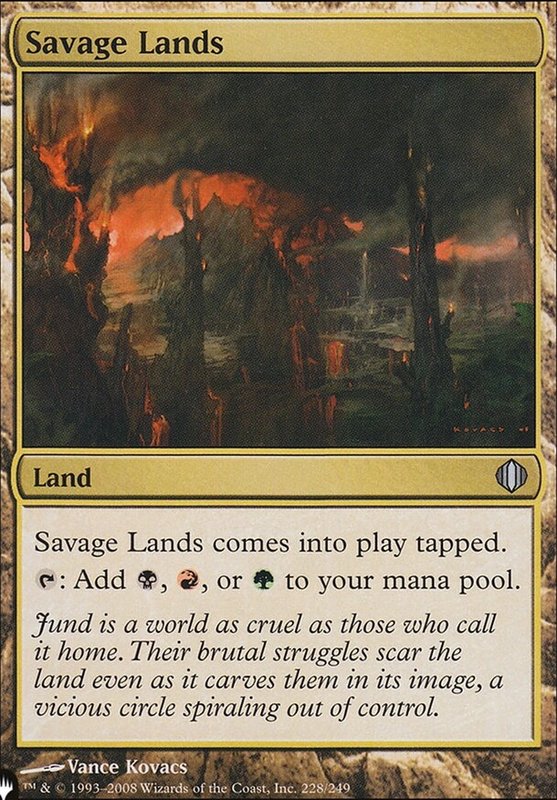 Savage Lands
KOVACS 08
Land
Savage Lands comes into play tapped.
: Add , , or to your mana pool.
Jund is a world as cruel as those who call
it home. Their brutal struggles scar the
land even as it carves them in its image, a
vicious circle spiraling out of control.
Vance Kovacs
™ & © 1993–2008 Wizards of the Coast, Inc. 228/249